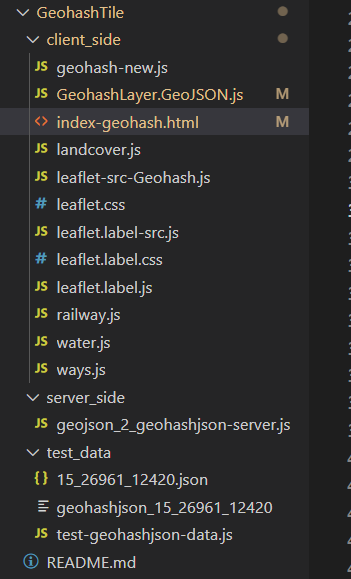 GeohashTile
client_side
JS geohash-new.js
JS GeohashLayer.GeoJSON.js M
<> index-geohash.html M
JS landcover.js
JS leaflet-src-Geohash.js
# leaflet.css
JS leaflet.label-src.js
# leaflet.label.css
JS leaflet.label.js
JS railway.js
JS water.js
JS ways.js
server_side
JS geojson_2_geohashjson-server.js
test_data
{} 15_26961_12420.json
geohashjson_15_26961_12420
JS test-geohashjson-data.js
README.md